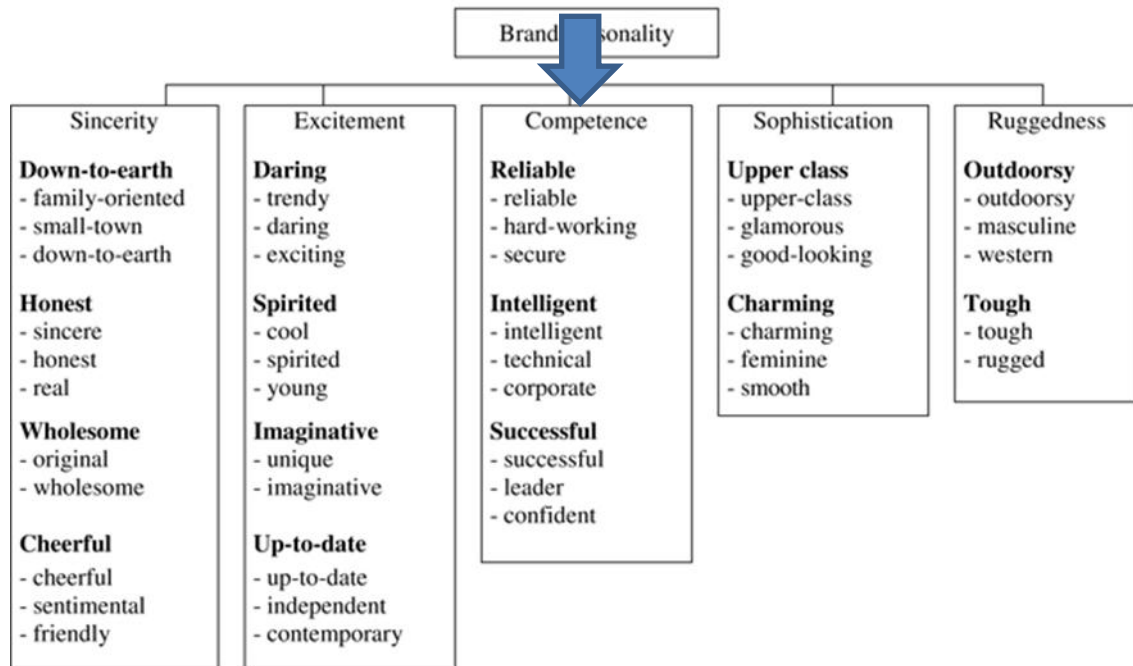 Brand sonality
Sincerity
Down-to-earth
- family-oriented
- small-town
- down-to-earth
Honest
- sincere
- honest
- real
Wholesome
- original
- wholesome
Cheerful
- cheerful
- sentimental
- friendly
Excitement
Daring
- trendy
- daring
- exciting
Spirited
- cool
- spirited
- young
Imaginative
- unique
- imaginative
Up-to-date
- up-to-date
- independent
- contemporary
Competence
Reliable
- reliable
- hard-working
- secure
Intelligent
- intelligent
- technical
- corporate
Successful
- successful
- leader
- confident
Sophistication
Upper class
- upper-class
- glamorous
- good-looking
Charming
- charming
- feminine
- smooth
Ruggedness
Outdoorsy
- outdoorsy
- masculine
- western
Tough
- tough
- rugged